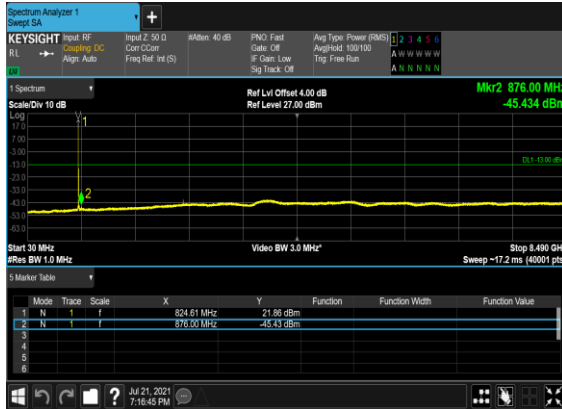 Spectrum Analyzer 1
Swept SA
+
KEYSIGHT Input: RF Input Z: 50 Ω #Atten: 40 dB PNO: Fast Avg Type: Power (RMS) 1 2 3 4 5 6
RL Coupling: DC Corr CCorr Gate: Off Avg|Hold: 100/100 A W W W W W
Align: Auto Freq Ref: Int (S) IF Gain: Low Trig: Free Run
LU Sig Track: Off A N N N N N
1 Spectrum Ref Lvl Offset 4.00 dB Mkr2 876.00 MHz
Scale/Div 10 dB Ref Level 27.00 dBm -45.434 dBm
Log
17.0 1
7.00
-3.00
-13.0 DL1 -13.00 dBm
-23.0
-33.0 2
-43.0
-53.0
-63.0
Start 30 MHz Video BW 3.0 MHz* Stop 8.490 GH
#Res BW 1.0 MHz Sweep ~17.2 ms (40001 pts
5 Marker Table
Mode Trace Scale X Y Function Function Width Function Value
1 N 1 f 824.61 MHz 21.86 dBm
2 N 1 f 876.00 MHz -45.43 dBm
3
4
5
6
? Jul 21, 2021
7:16:45 PM